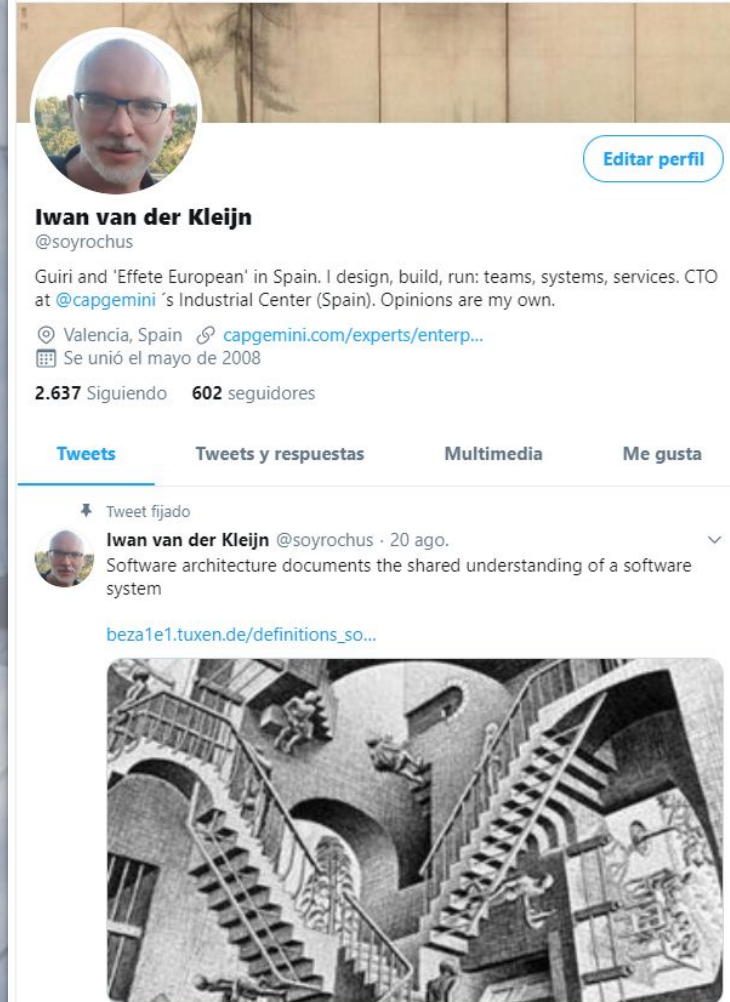 Editar perfil
Iwan van der Kleijn
@soyrochus
Guiri and 'Effete European' in Spain. I design, build, run: teams, systems, services. CTO
at @capgemini ´s Industrial Center (Spain). Opinions are my own.
Valencia, Spain capgemini.com/experts/enterp...
Se unió el mayo de 2008
2.637 Siguiendo 602 seguidores
Tweets Tweets y respuestas Multimedia Me gusta
Tweet fijado
Iwan van der Kleijn @soyrochus · 20 ago.
Software architecture documents the shared understanding of a software
system
beza1e1.tuxen.de/definitions_so...